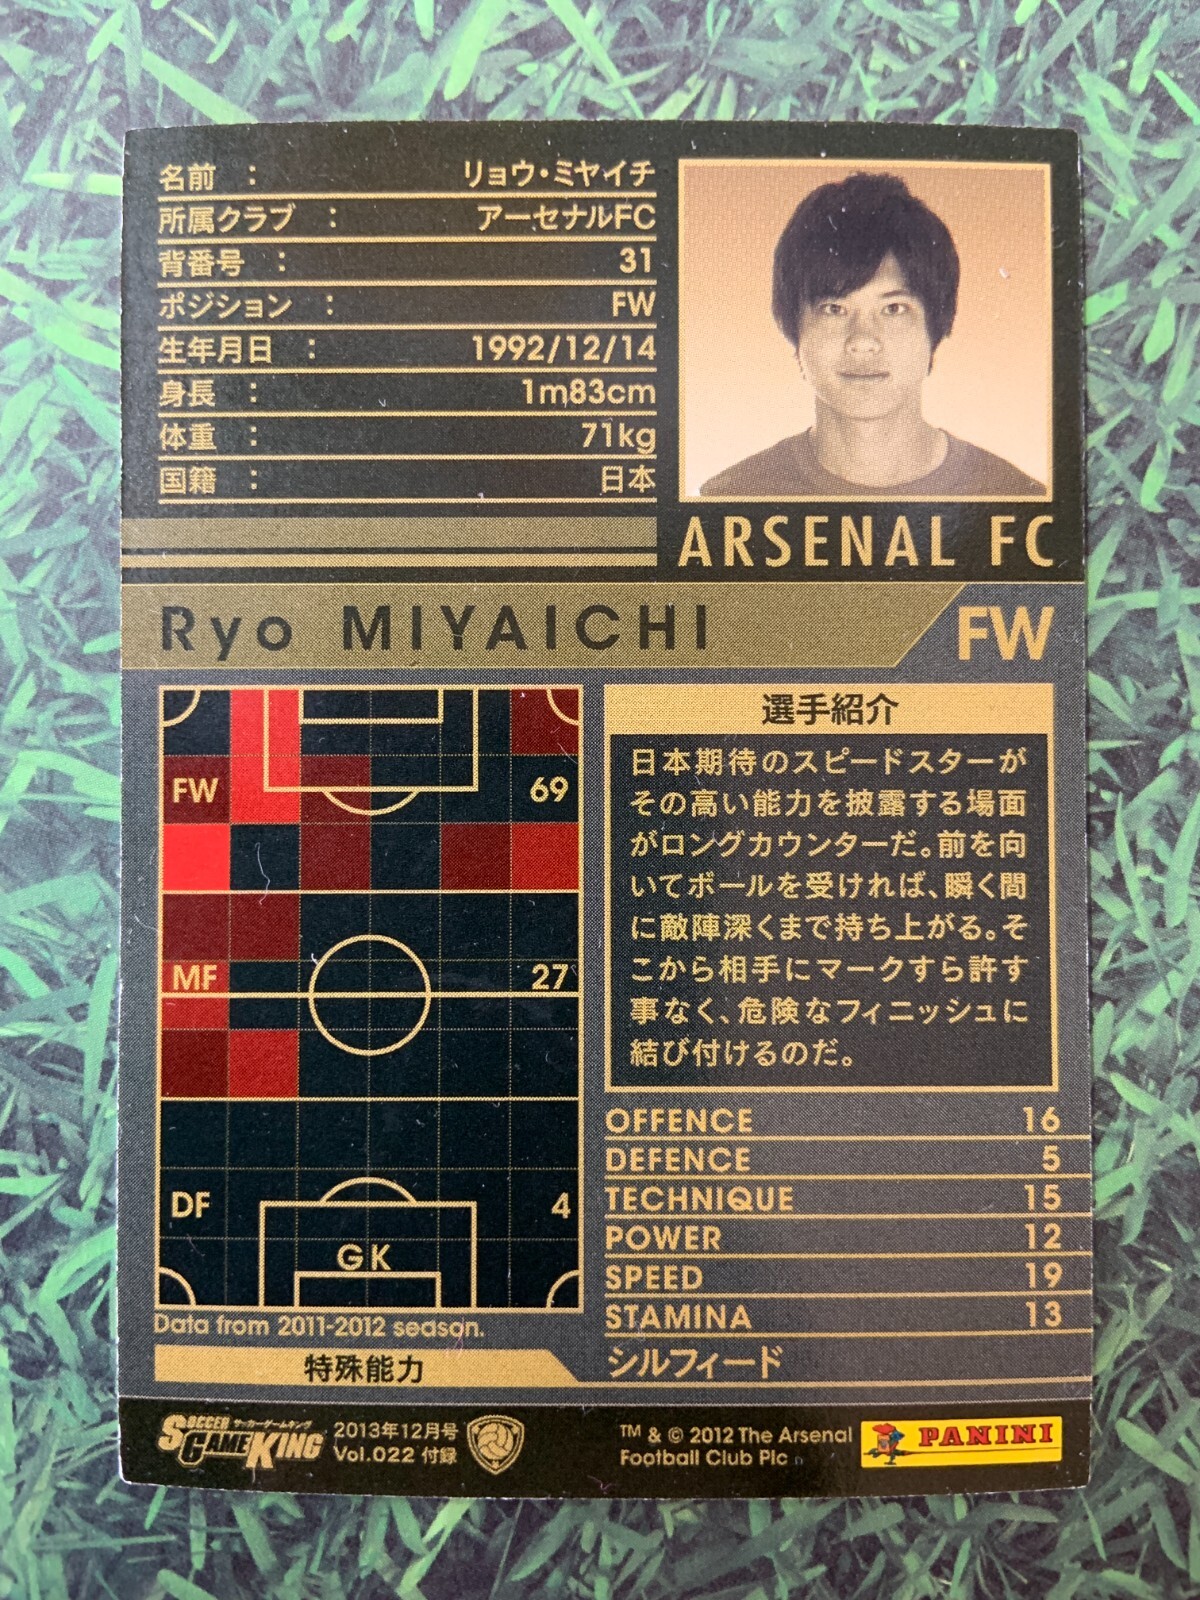 名前 : リョウ・ミヤイチ
所属クラブ : アーセナルFC
背番号 : 31
ポジション : FW
生年月日 : 1992/12/14
身長 : 1m83cm
体重 : 71kg
国籍 : 日本
ARSENAL FC
Ryo MIYAICHI
FW
FW 69
MF 27
DF 4
GK
Data from 2011-2012 season.
選手紹介
日本期待のスピードスターが
その高い能力を披露する場面
がロングカウンターだ。前を向
いてボールを受ければ、瞬く間
に敵陣深くまで持ち上がる。そ
こから相手にマークすら許す
事なく、危険なフィニッシュに
結び付けるのだ。
OFFENCE 16
DEFENCE 5
TECHNIQUE 15
POWER 12
SPEED 19
STAMINA 13
特殊能力 シルフィード
SOCCER サッカーゲームキング
GAME KING
2013年12月号
Vol.022 付録
TM & © 2012 The Arsenal
Football Club Plc
PANINI